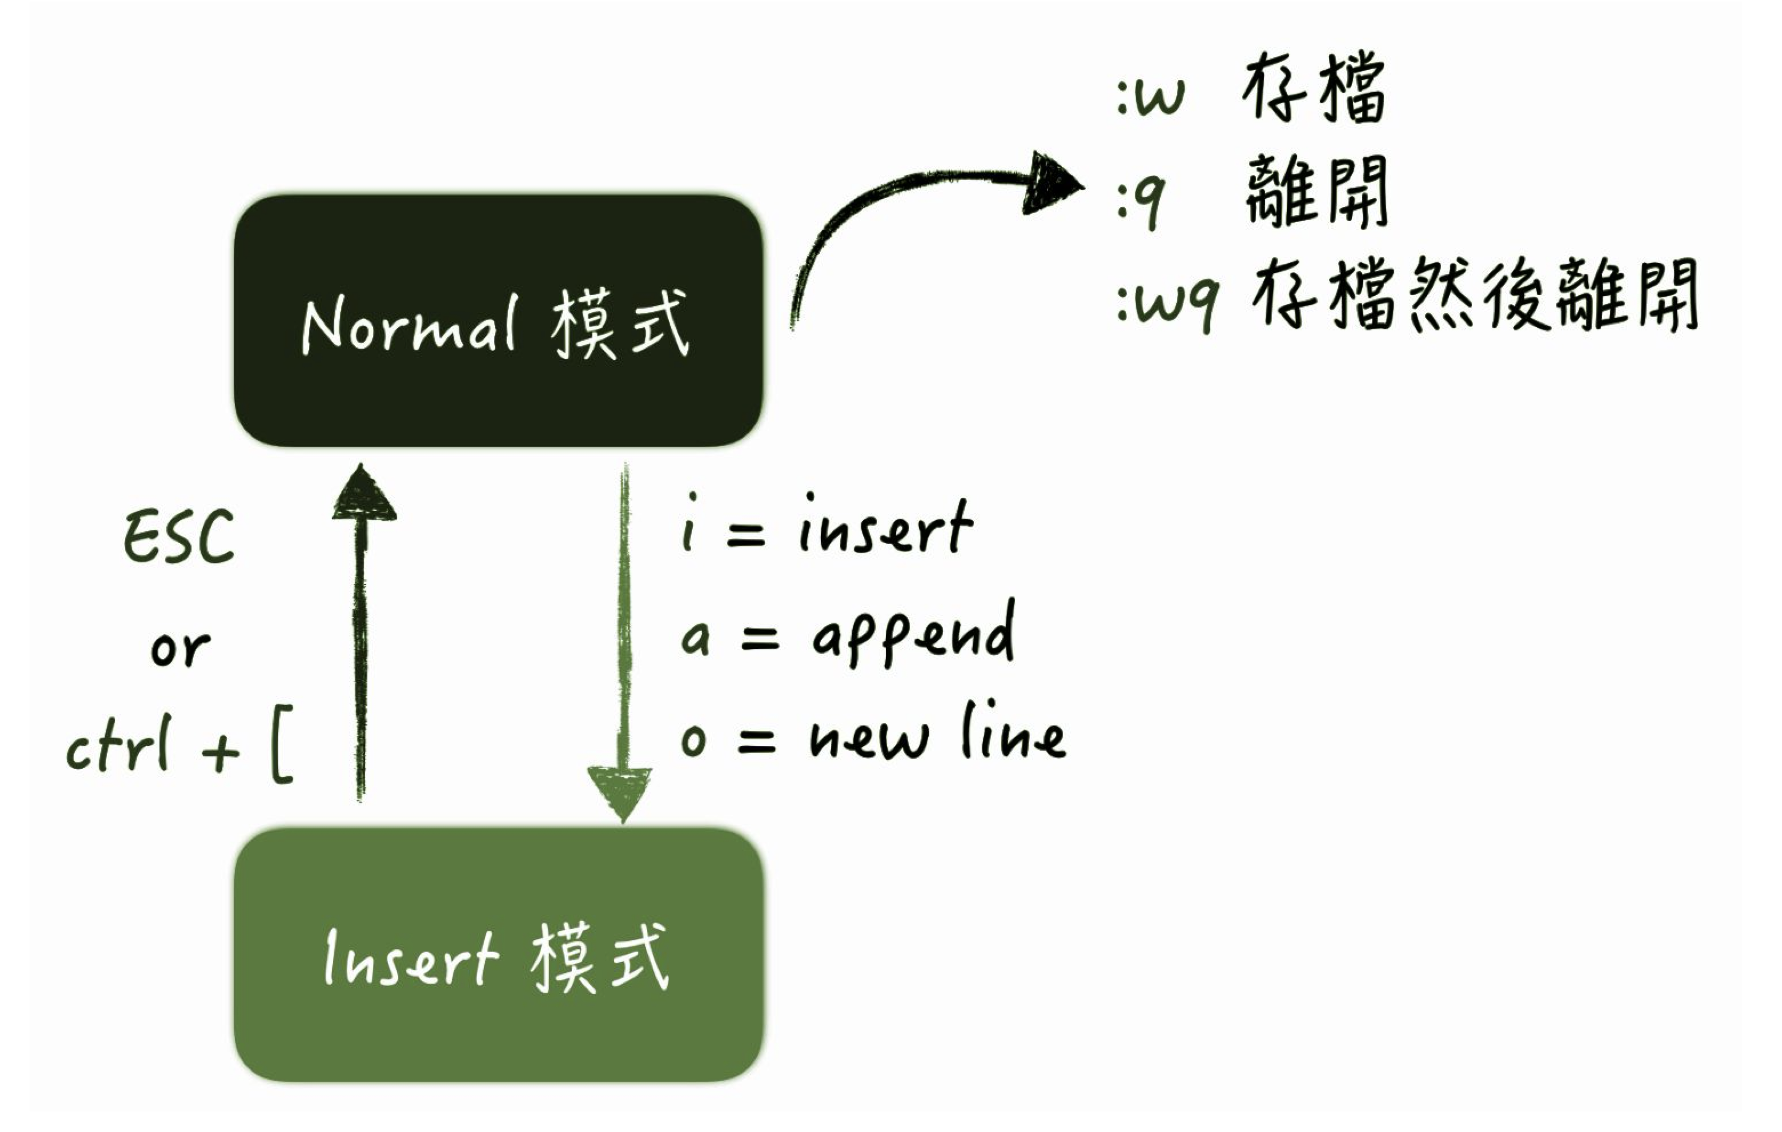 :w 存檔
:q 離開
:wq 存檔然後離開
Normal 模式
ESC
or
ctrl + [
i = insert
a = append
o = new line
Insert 模式